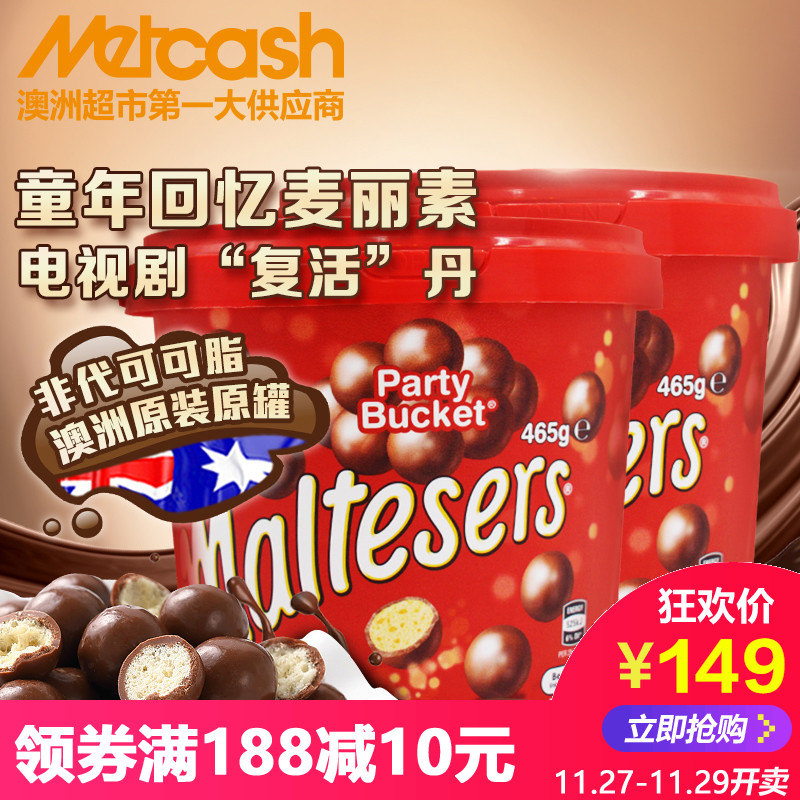 Metcash
澳洲超市第一大供应商
童年回忆麦丽素
电视剧“复活”丹
非代可可脂
澳洲原装原罐
Party
Bucket®
465g e
Maltesers®
465g e
ers®
ENERGY
狂欢价
¥149
立即抢购
领券满188减10元
11.27-11.29开卖